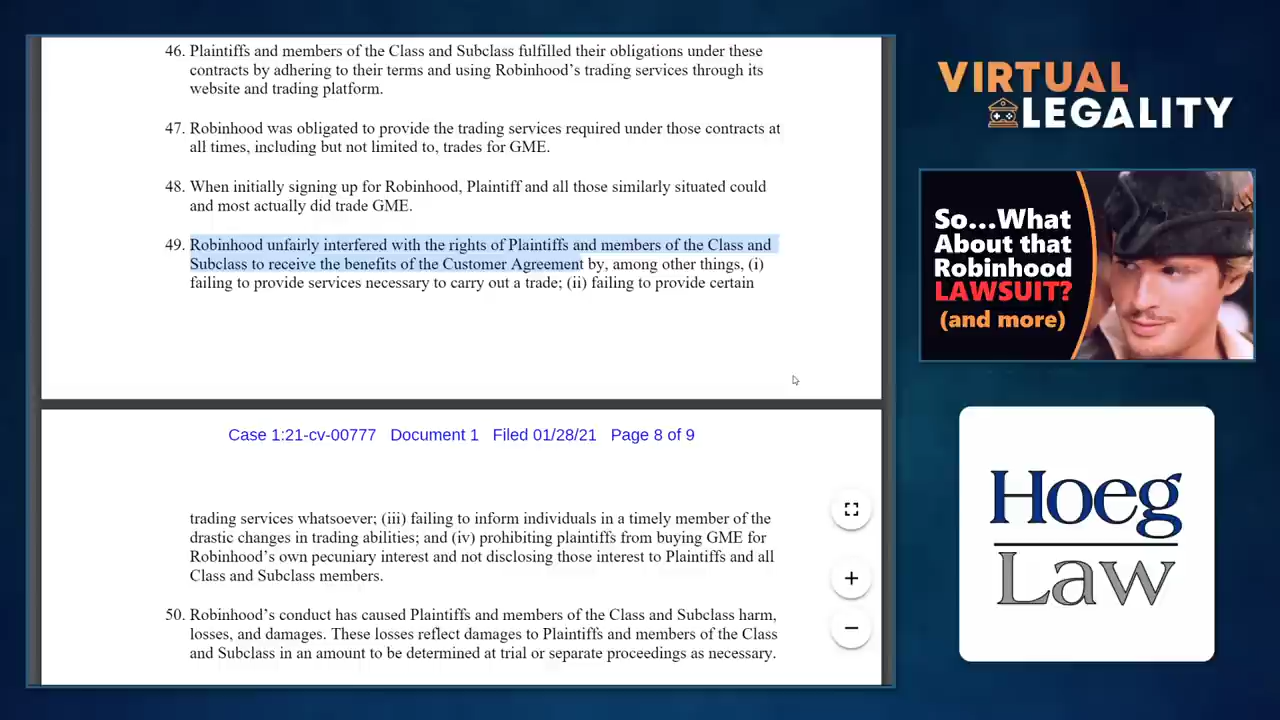 46. Plaintiffs and members of the Class and Subclass fulfilled their obligations under these
contracts by adhering to their terms and using Robinhood's trading services through its
website and trading platform.
47. Robinhood was obligated to provide the trading services required under those contracts at
all times, including but not limited to, trades for GME.
48. When initially signing up for Robinhood, Plaintiff and all those similarly situated could
and most actually did trade GME.
49. Robinhood unfairly interfered with the rights of Plaintiffs and members of the Class and
Subclass to receive the benefits of the Customer Agreement by, among other things, (i)
failing to provide services necessary to carry out a trade; (ii) failing to provide certain
Case 1:21-cv-00777 Document 1 Filed 01/28/21 Page 8 of 9
trading services whatsoever; (iii) failing to inform individuals in a timely member of the
drastic changes in trading abilities; and (iv) prohibiting plaintiffs from buying GME for
Robinhood's own pecuniary interest and not disclosing those interest to Plaintiffs and all
Class and Subclass members.
50. Robinhood's conduct has caused Plaintiffs and members of the Class and Subclass harm,
losses, and damages. These losses reflect damages to Plaintiffs and members of the Class
and Subclass in an amount to be determined at trial or separate proceedings as necessary.
VIRTUAL
LEGALITY
So...What
About that
Robinhood
LAWSUIT?
(and more)
Hoeg
Law